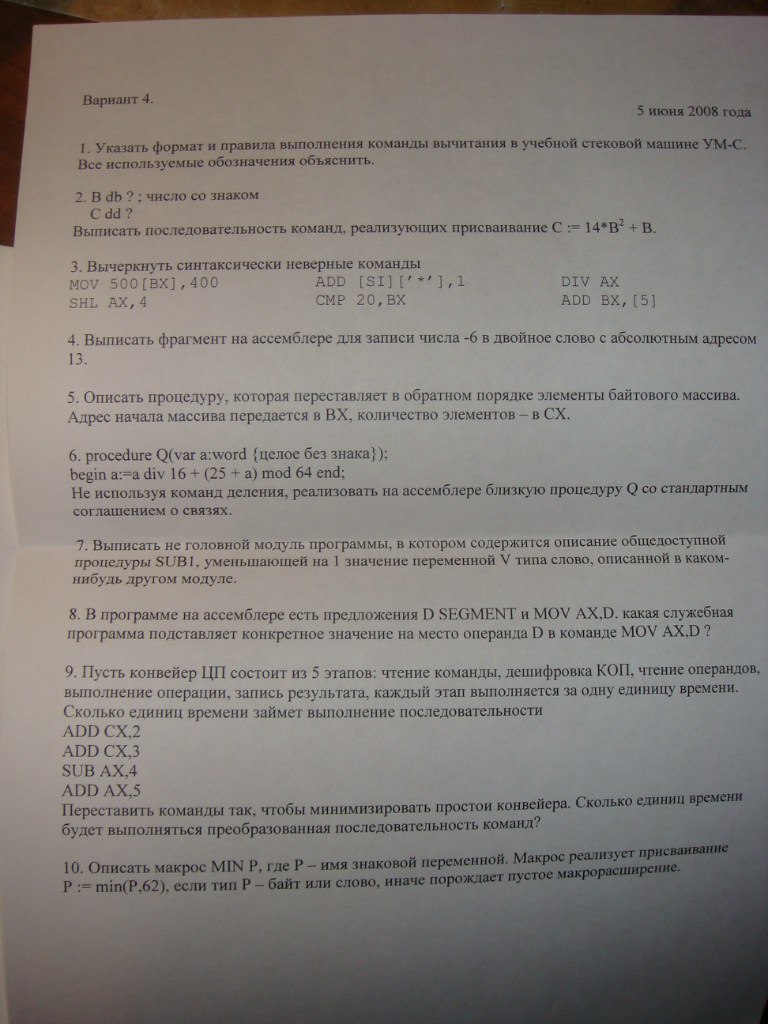 Вариант 4.
5 июня 2008 года
1. Указать формат и правила выполнения команды вычитания в учебной стековой машине УМ-С.
Все используемые обозначения объяснить.
2. B db ? ; число со знаком
C dd ?
Выписать последовательность команд, реализующих присваивание C := 14*B² + B.
3. Вычеркнуть синтаксически неверные команды
MOV 500[BX],400 ADD [SI]['*'],1 DIV AX
SHL AX,4 CMP 20,BX ADD BX,[5]
4. Выписать фрагмент на ассемблере для записи числа -6 в двойное слово с абсолютным адресом
13.
5. Описать процедуру, которая переставляет в обратном порядке элементы байтового массива.
Адрес начала массива передается в BX, количество элементов – в CX.
6. procedure Q(var a:word {целое без знака});
begin a:=a div 16 + (25 + a) mod 64 end;
Не используя команд деления, реализовать на ассемблере близкую процедуру Q со стандартным
соглашением о связях.
7. Выписать не головной модуль программы, в котором содержится описание общедоступной
процедуры SUB1, уменьшающей на 1 значение переменной V типа слово, описанной в каком-
нибудь другом модуле.
8. В программе на ассемблере есть предложения D SEGMENT и MOV AX,D. какая служебная
программа подставляет конкретное значение на место операнда D в команде MOV AX,D ?
9. Пусть конвейер ЦП состоит из 5 этапов: чтение команды, дешифровка КОП, чтение операндов,
выполнение операции, запись результата, каждый этап выполняется за одну единицу времени.
Сколько единиц времени займет выполнение последовательности
ADD CX,2
ADD CX,3
SUB AX,4
ADD AX,5
Переставить команды так, чтобы минимизировать простои конвейера. Сколько единиц времени
будет выполняться преобразованная последовательность команд?
10. Описать макрос MIN P, где P – имя знаковой переменной. Макрос реализует присваивание
P := min(P,62), если тип P – байт или слово, иначе порождает пустое макрорасширение.